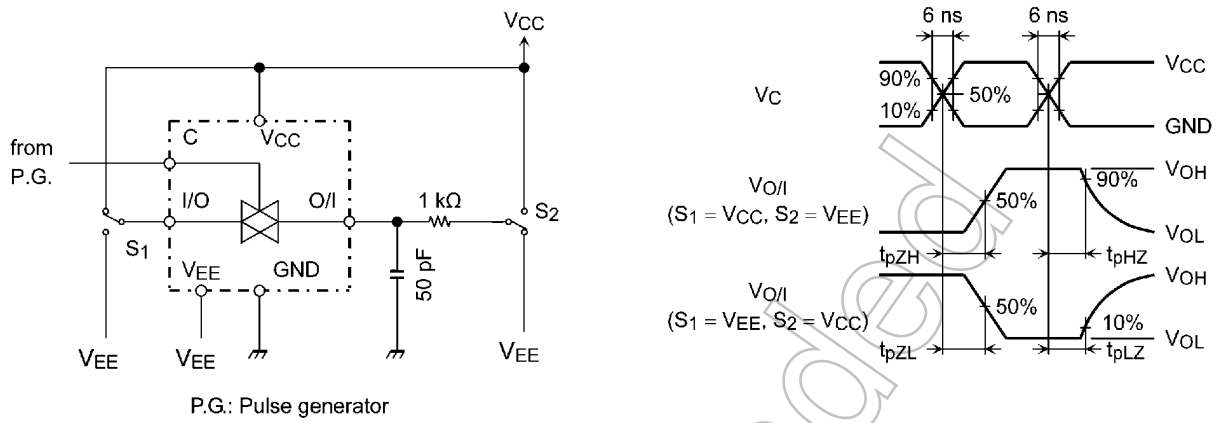 VCC
from
P.G.
C
VCC
I/O
O/I
1 kΩ
S1
S2
VEE
GND
50 pF
VEE
VEE
VEE
P.G.: Pulse generator
6 ns
6 ns
VC
90%
10%
50%
VCC
GND
VO/I
(S1 = VCC, S2 = VEE)
50%
90%
VOH
VOL
tpZH
tpHZ
VO/I
(S1 = VEE, S2 = VCC)
50%
10%
VOH
VOL
tpZL
tpLZ
ded